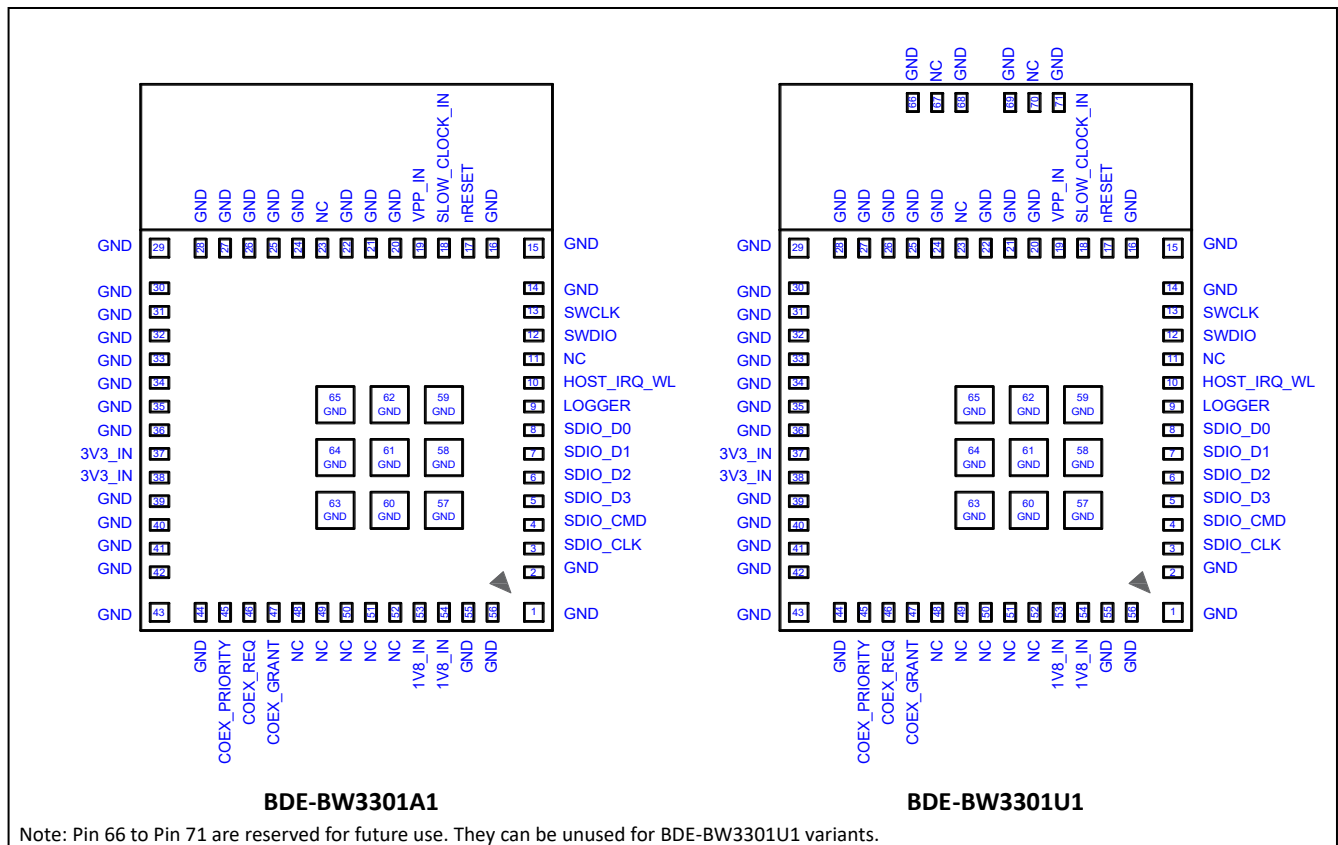 GND
GND
GND
GND
GND
NC
GND
GND
GND
VPP_IN
SLOW_CLOCK_IN
nRESET
GND
GND 29
28
27
26
25
24
23
22
21
20
19
18
17
16
15 GND
GND 30
14 GND
GND 31
13 SWCLK
GND 32
12 SWDIO
GND 33
11 NC
GND 34
10 HOST_IRQ_WL
GND 35
9 LOGGER
GND 36
8 SDIO_D0
3V3_IN 37
7 SDIO_D1
3V3_IN 38
6 SDIO_D2
GND 39
5 SDIO_D3
GND 40
4 SDIO_CMD
GND 41
3 SDIO_CLK
GND 42
2 GND
65
GND
62
GND
59
GND
64
GND
61
GND
58
GND
63
GND
60
GND
57
GND
GND 43
44
45
46
47
48
49
50
51
52
53
54
55
56
1 GND
GND
COEX_PRIORITY
COEX_REQ
COEX_GRANT
NC
NC
NC
NC
NC
1V8_IN
1V8_IN
GND
GND
BDE-BW3301A1
GND
NC
GND
GND
NC
GND
66
67
68
69
70
71
GND
GND
GND
GND
GND
NC
GND
GND
GND
VPP_IN
SLOW_CLOCK_IN
nRESET
GND
GND 29
28
27
26
25
24
23
22
21
20
19
18
17
16
15 GND
GND 30
14 GND
GND 31
13 SWCLK
GND 32
12 SWDIO
GND 33
11 NC
GND 34
10 HOST_IRQ_WL
GND 35
9 LOGGER
GND 36
8 SDIO_D0
3V3_IN 37
7 SDIO_D1
3V3_IN 38
6 SDIO_D2
GND 39
5 SDIO_D3
GND 40
4 SDIO_CMD
GND 41
3 SDIO_CLK
GND 42
2 GND
65
GND
62
GND
59
GND
64
GND
61
GND
58
GND
63
GND
60
GND
57
GND
GND 43
44
45
46
47
48
49
50
51
52
53
54
55
56
1 GND
GND
COEX_PRIORITY
COEX_REQ
COEX_GRANT
NC
NC
NC
NC
NC
1V8_IN
1V8_IN
GND
GND
BDE-BW3301U1
Note: Pin 66 to Pin 71 are reserved for future use. They can be unused for BDE-BW3301U1 variants.